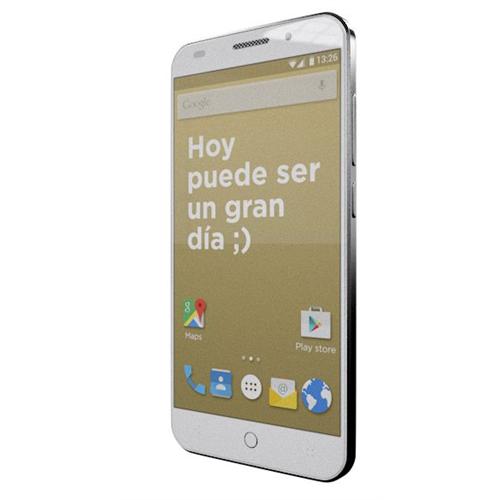 13:26
Google
Hoy
puede ser
un gran
día ;)
Maps
Play store